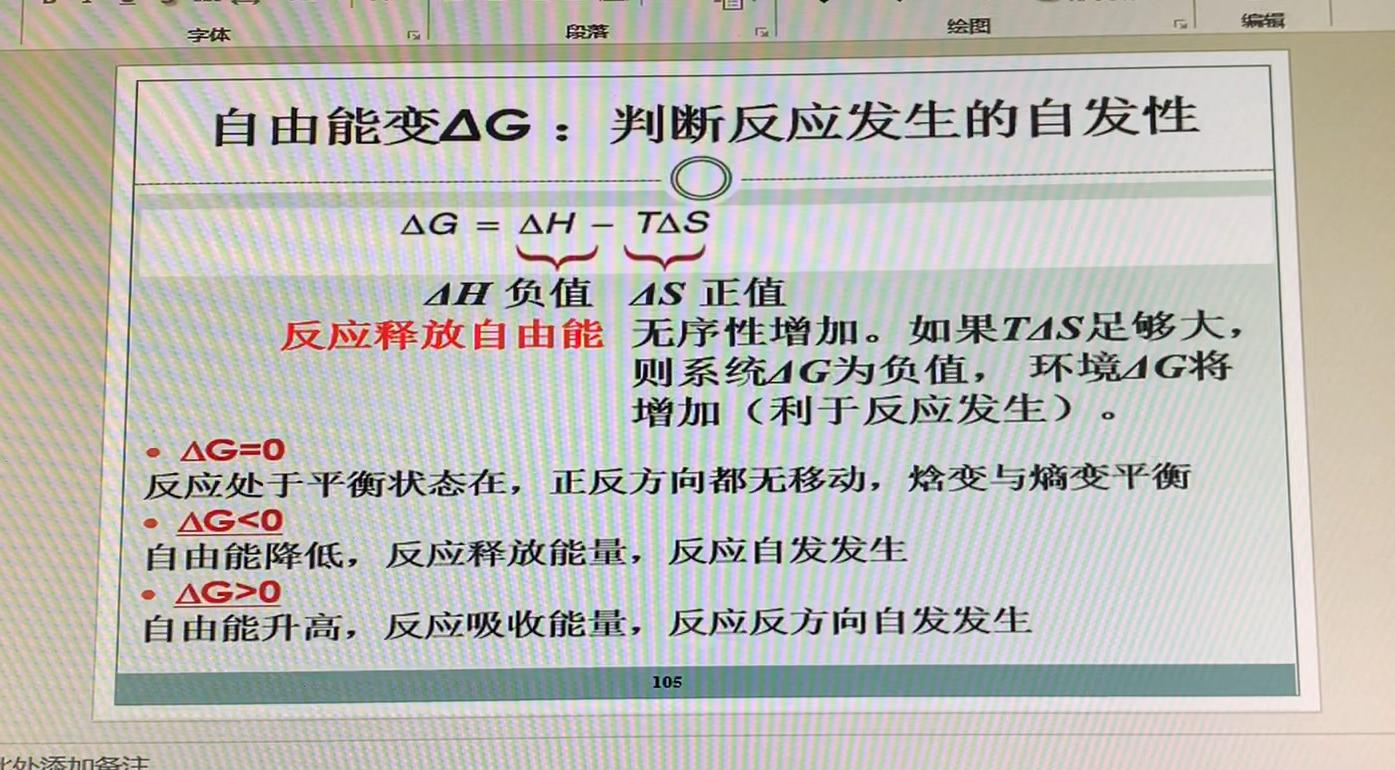 字体
段落
绘图
编辑
自由能变ΔG ：判断反应发生的自发性
ΔG = ΔH – TΔS
ΔH 负值 ΔS 正值
反应释放自由能 无序性增加。如果TΔS足够大，
则系统ΔG为负值， 环境ΔG将
增加（利于反应发生）。
• ΔG=0
反应处于平衡状态在，正反方向都无移动，焓变与熵变平衡
• ΔG<0
自由能降低，反应释放能量，反应自发发生
• ΔG>0
自由能升高，反应吸收能量，反应反方向自发发生
105
此处添加备注